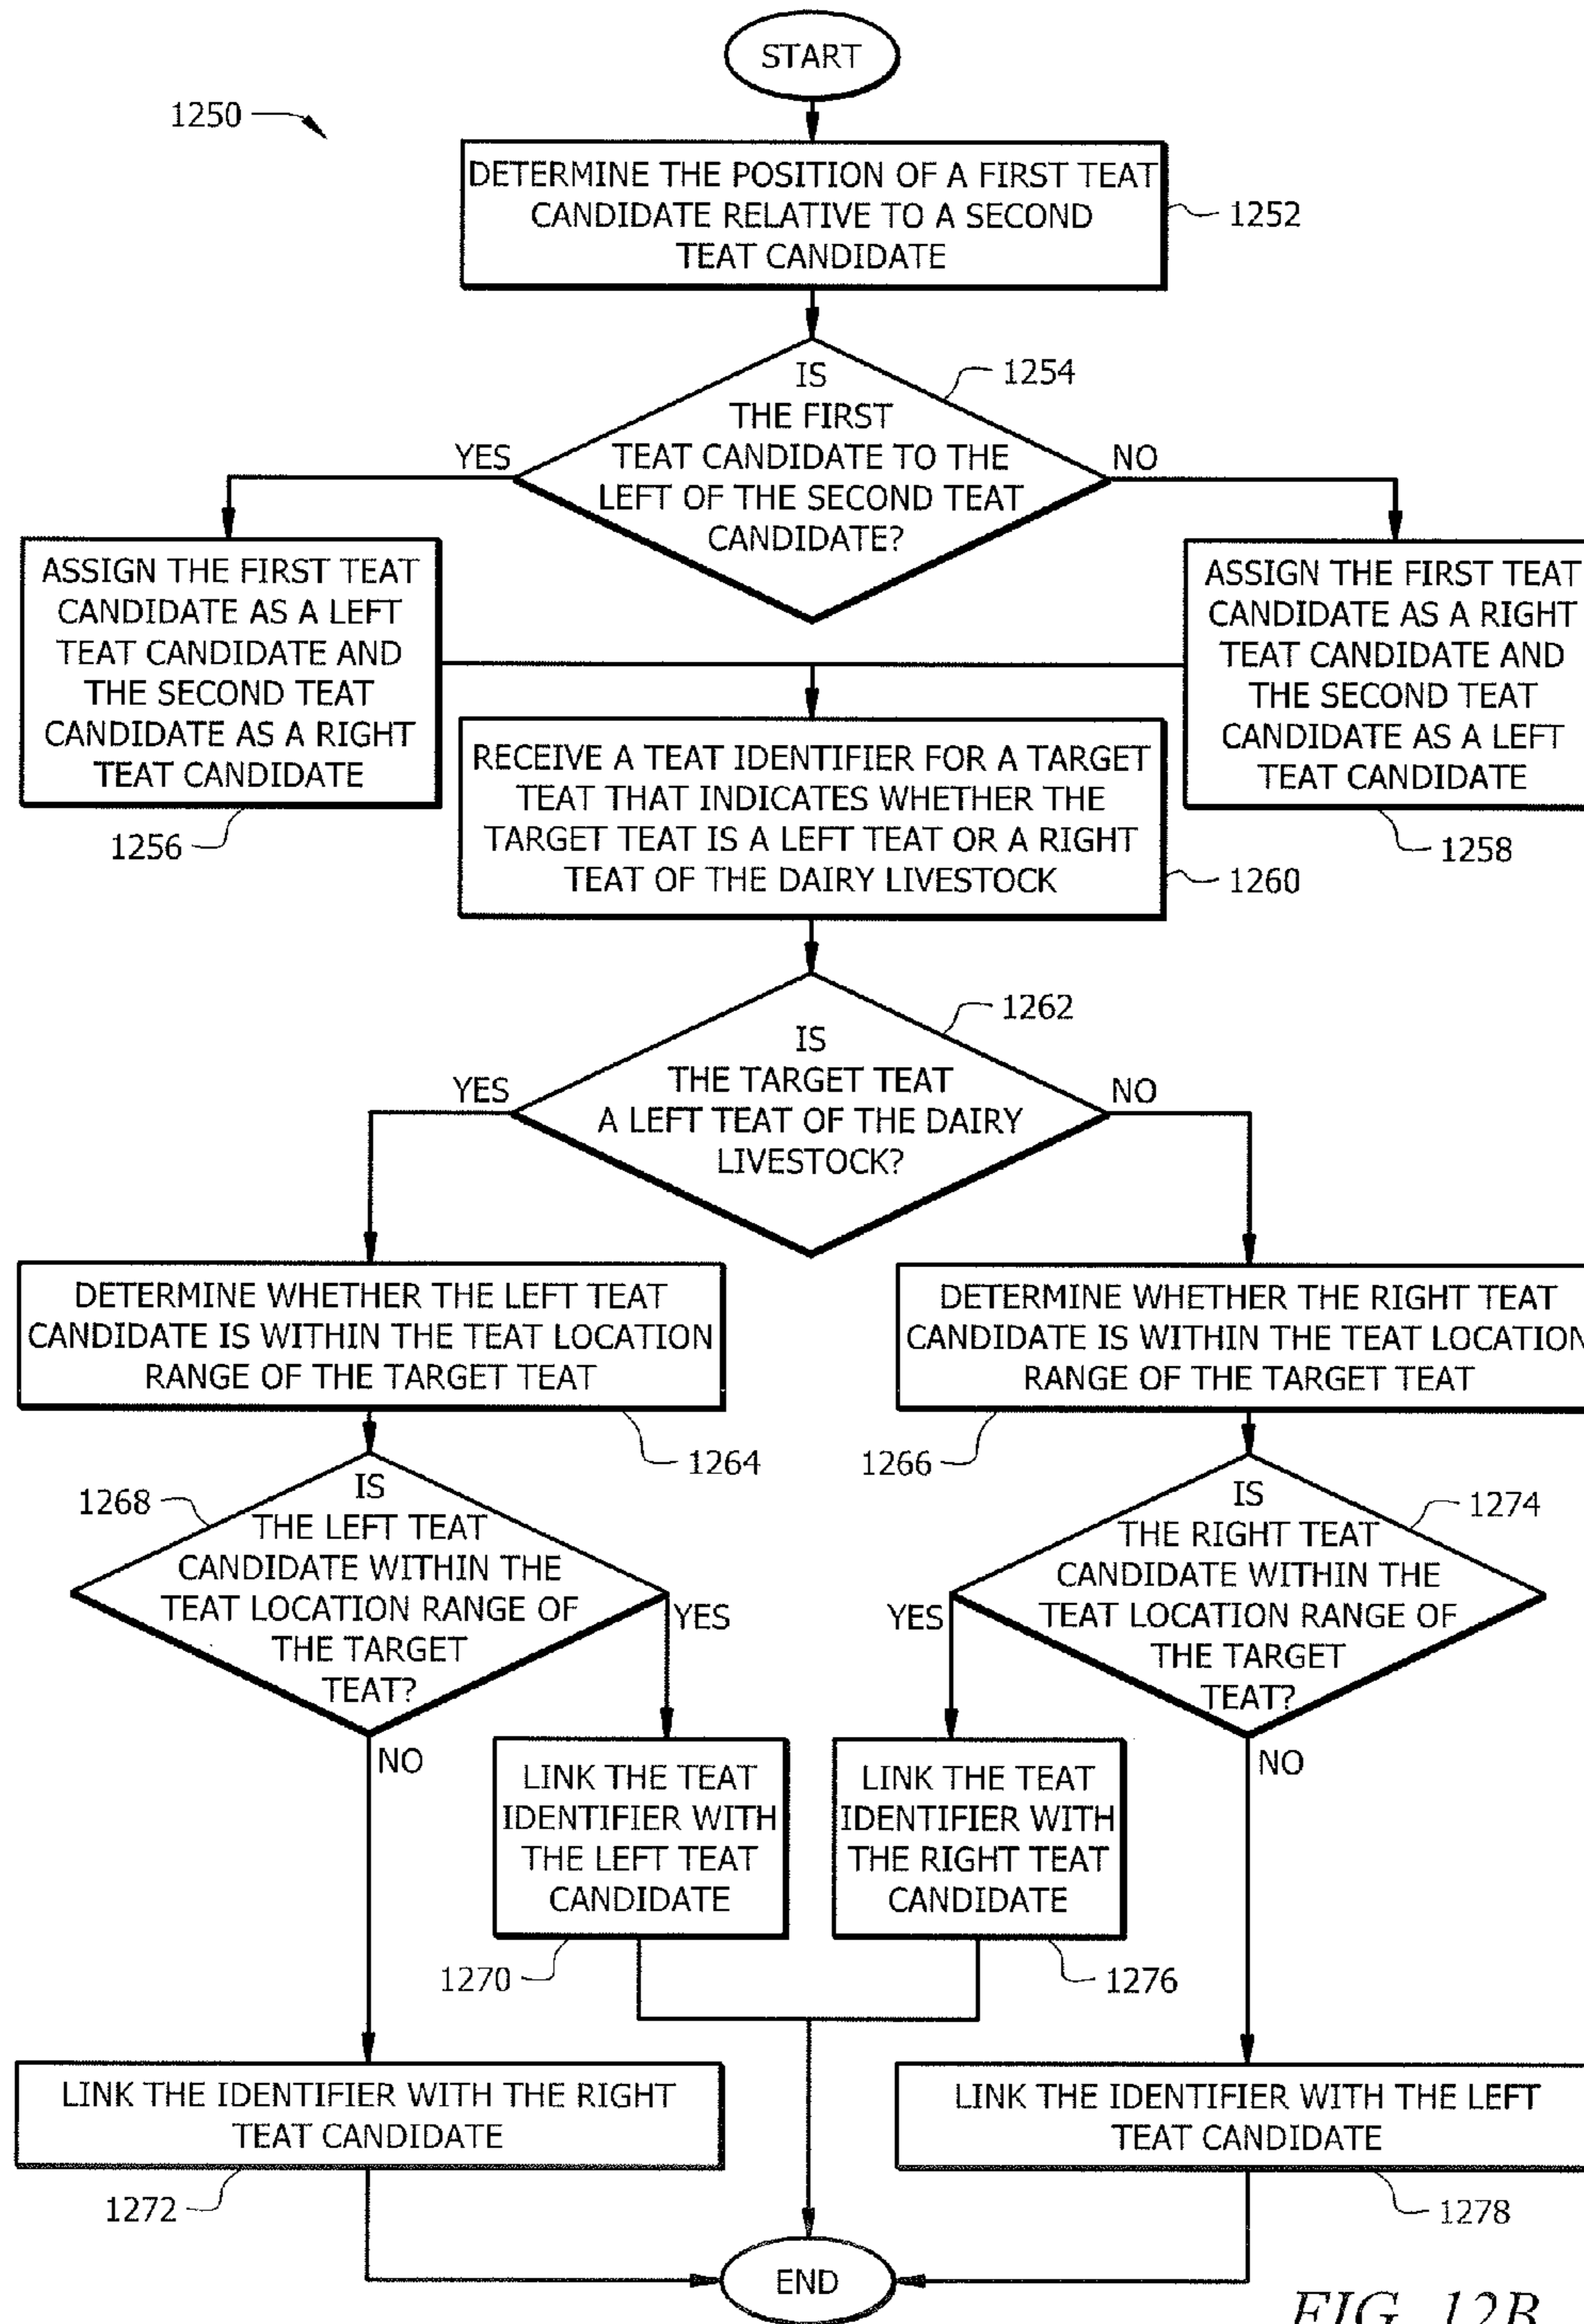 START
1250
DETERMINE THE POSITION OF A FIRST TEAT
CANDIDATE RELATIVE TO A SECOND
TEAT CANDIDATE
1252
IS
THE FIRST
TEAT CANDIDATE TO THE
LEFT OF THE SECOND TEAT
CANDIDATE?
1254
YES
NO
ASSIGN THE FIRST TEAT
CANDIDATE AS A LEFT
TEAT CANDIDATE AND
THE SECOND TEAT
CANDIDATE AS A RIGHT
TEAT CANDIDATE
1256
ASSIGN THE FIRST TEAT
CANDIDATE AS A RIGHT
TEAT CANDIDATE AND
THE SECOND TEAT
CANDIDATE AS A LEFT
TEAT CANDIDATE
1258
RECEIVE A TEAT IDENTIFIER FOR A TARGET
TEAT THAT INDICATES WHETHER THE
TARGET TEAT IS A LEFT TEAT OR A RIGHT
TEAT OF THE DAIRY LIVESTOCK
1260
IS
THE TARGET TEAT
A LEFT TEAT OF THE DAIRY
LIVESTOCK?
1262
YES
NO
DETERMINE WHETHER THE LEFT TEAT
CANDIDATE IS WITHIN THE TEAT LOCATION
RANGE OF THE TARGET TEAT
1264
DETERMINE WHETHER THE RIGHT TEAT
CANDIDATE IS WITHIN THE TEAT LOCATION
RANGE OF THE TARGET TEAT
1266
1268
IS
THE LEFT TEAT
CANDIDATE WITHIN THE
TEAT LOCATION RANGE OF
THE TARGET
TEAT?
YES
NO
1274
IS
THE RIGHT TEAT
CANDIDATE WITHIN THE
TEAT LOCATION RANGE OF
THE TARGET
TEAT?
YES
NO
LINK THE TEAT
IDENTIFIER WITH
THE LEFT TEAT
CANDIDATE
1270
LINK THE TEAT
IDENTIFIER WITH
THE RIGHT TEAT
CANDIDATE
1276
LINK THE IDENTIFIER WITH THE RIGHT
TEAT CANDIDATE
1272
LINK THE IDENTIFIER WITH THE LEFT
TEAT CANDIDATE
1278
END
FIG. 12B